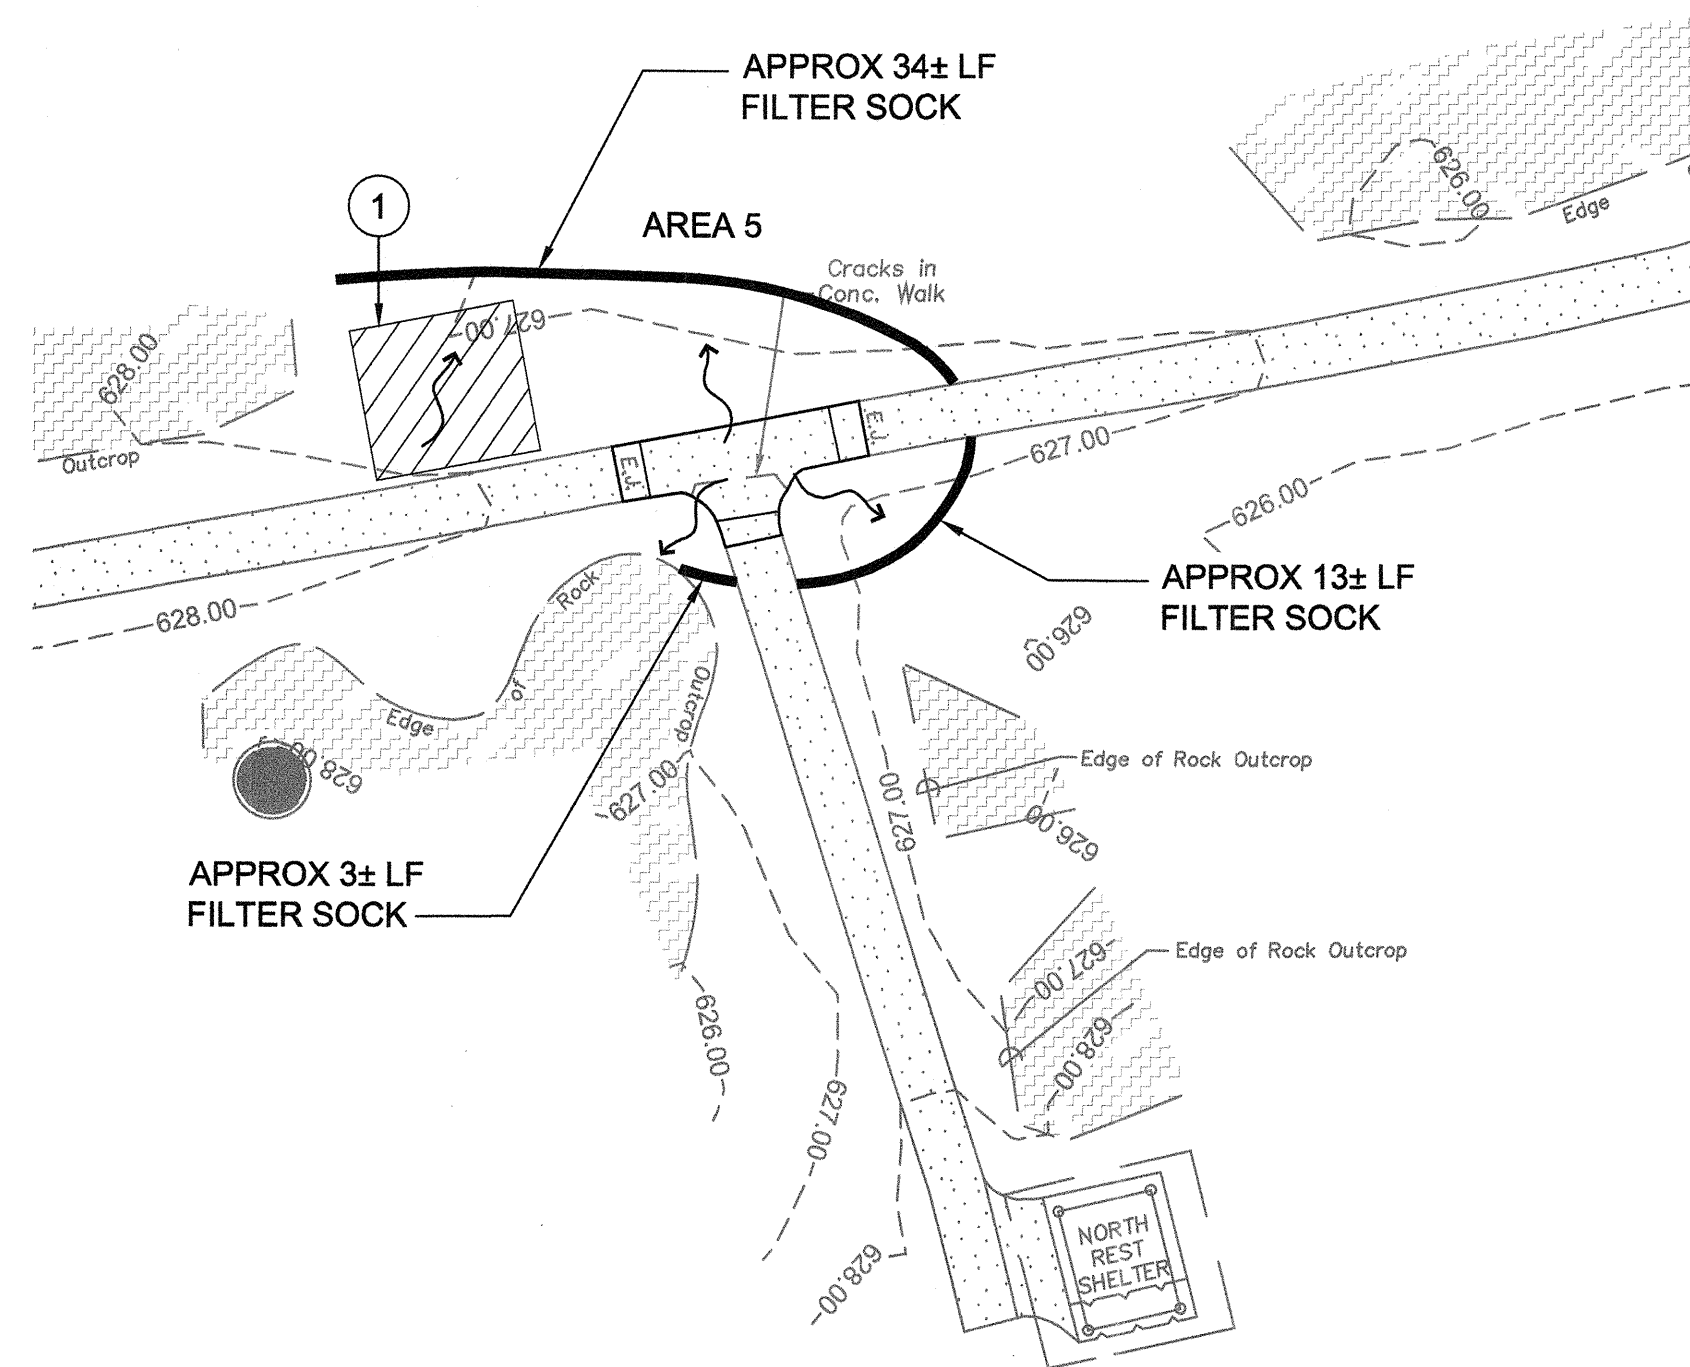 APPROX 34± LF
FILTER SOCK
1
AREA 5
Cracks in
Conc. Walk
626.00
Edge
627.00
628.00
Outcrop
E.J.
E.J.
627.00
626.00
APPROX 13± LF
FILTER SOCK
628.00
Rock
of
Edge
Outcrop
626.00
628.00
627.00
627.00
Edge of Rock Outcrop
626.00
APPROX 3± LF
FILTER SOCK
Edge of Rock Outcrop
627.00
628.00
626.00
627.00
628.00
NORTH
REST
SHELTER